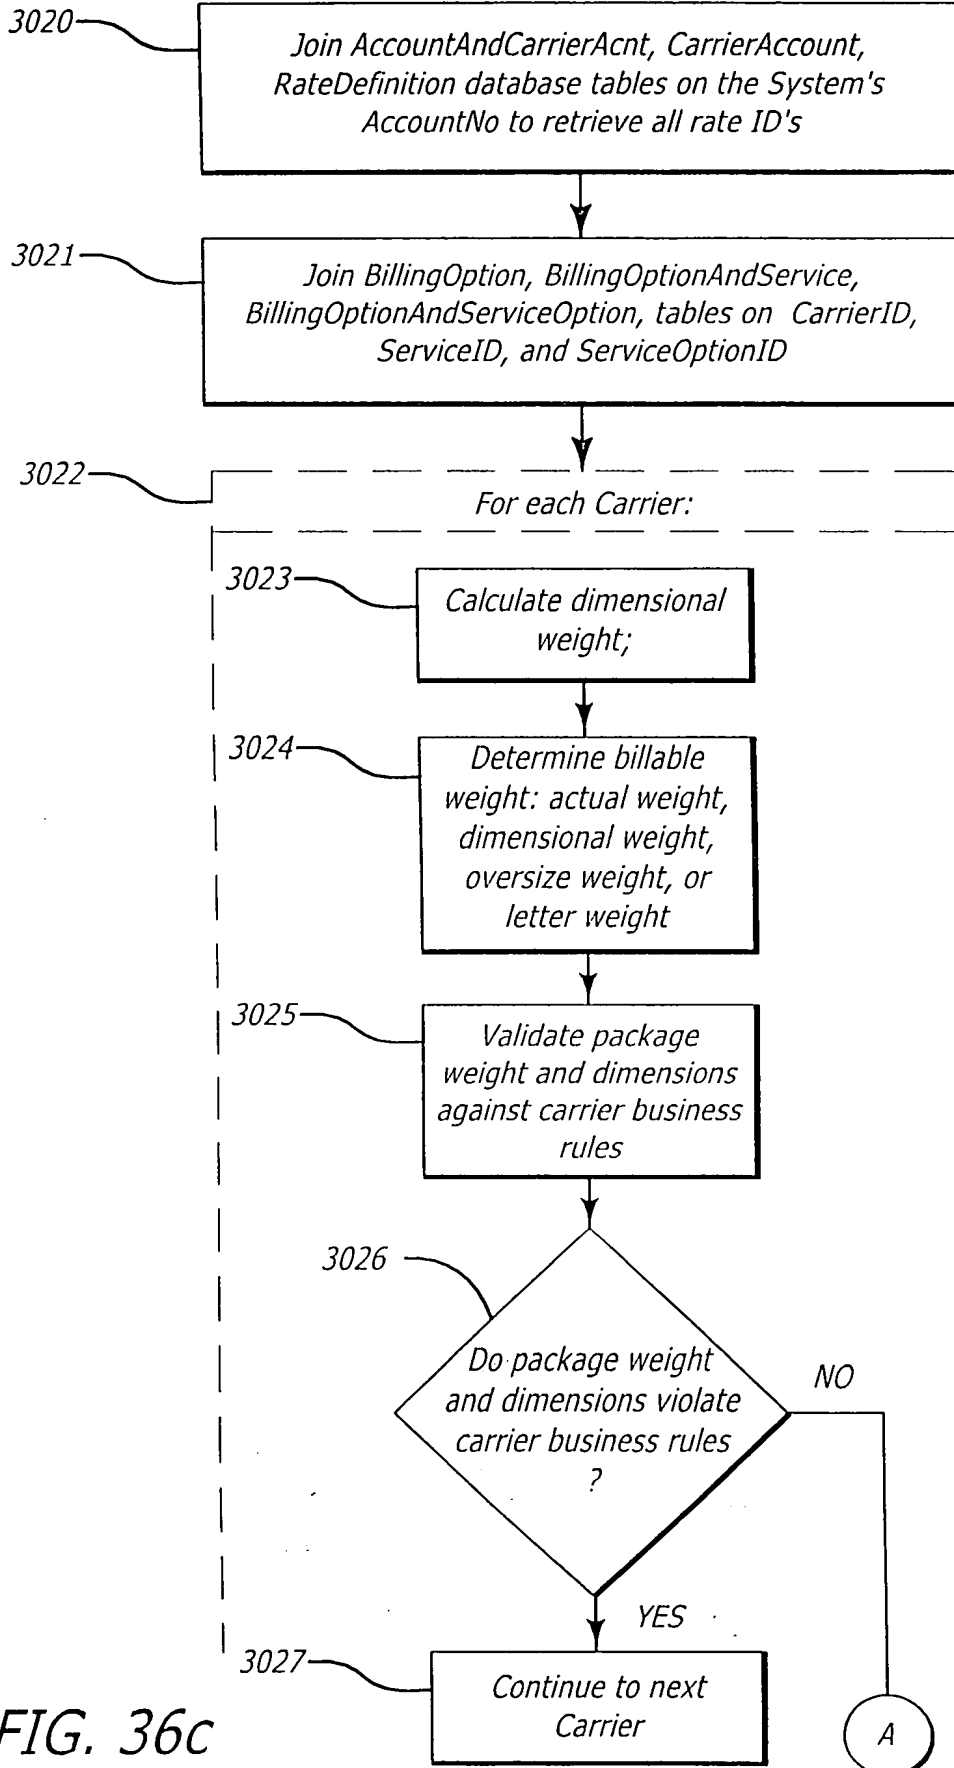 3020
Join AccountAndCarrierAcnt, CarrierAccount,
RateDefinition database tables on the System's
AccountNo to retrieve all rate ID's
3021
Join BillingOption, BillingOptionAndService,
BillingOptionAndServiceOption, tables on CarrierID,
ServiceID, and ServiceOptionID
3022
For each Carrier:
3023
Calculate dimensional
weight;
3024
Determine billable
weight: actual weight,
dimensional weight,
oversize weight, or
letter weight
3025
Validate package
weight and dimensions
against carrier business
rules
3026
Do package weight
and dimensions violate
carrier business rules
?
NO
YES
3027
Continue to next
Carrier
A
FIG. 36c